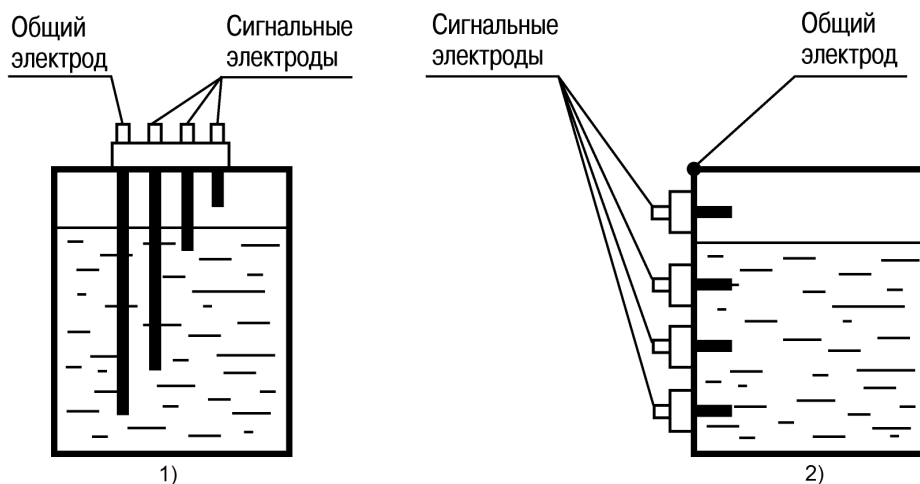 Общий
электрод
Сигнальные
электроды
Сигнальные
электроды
Общий
электрод
1)
2)